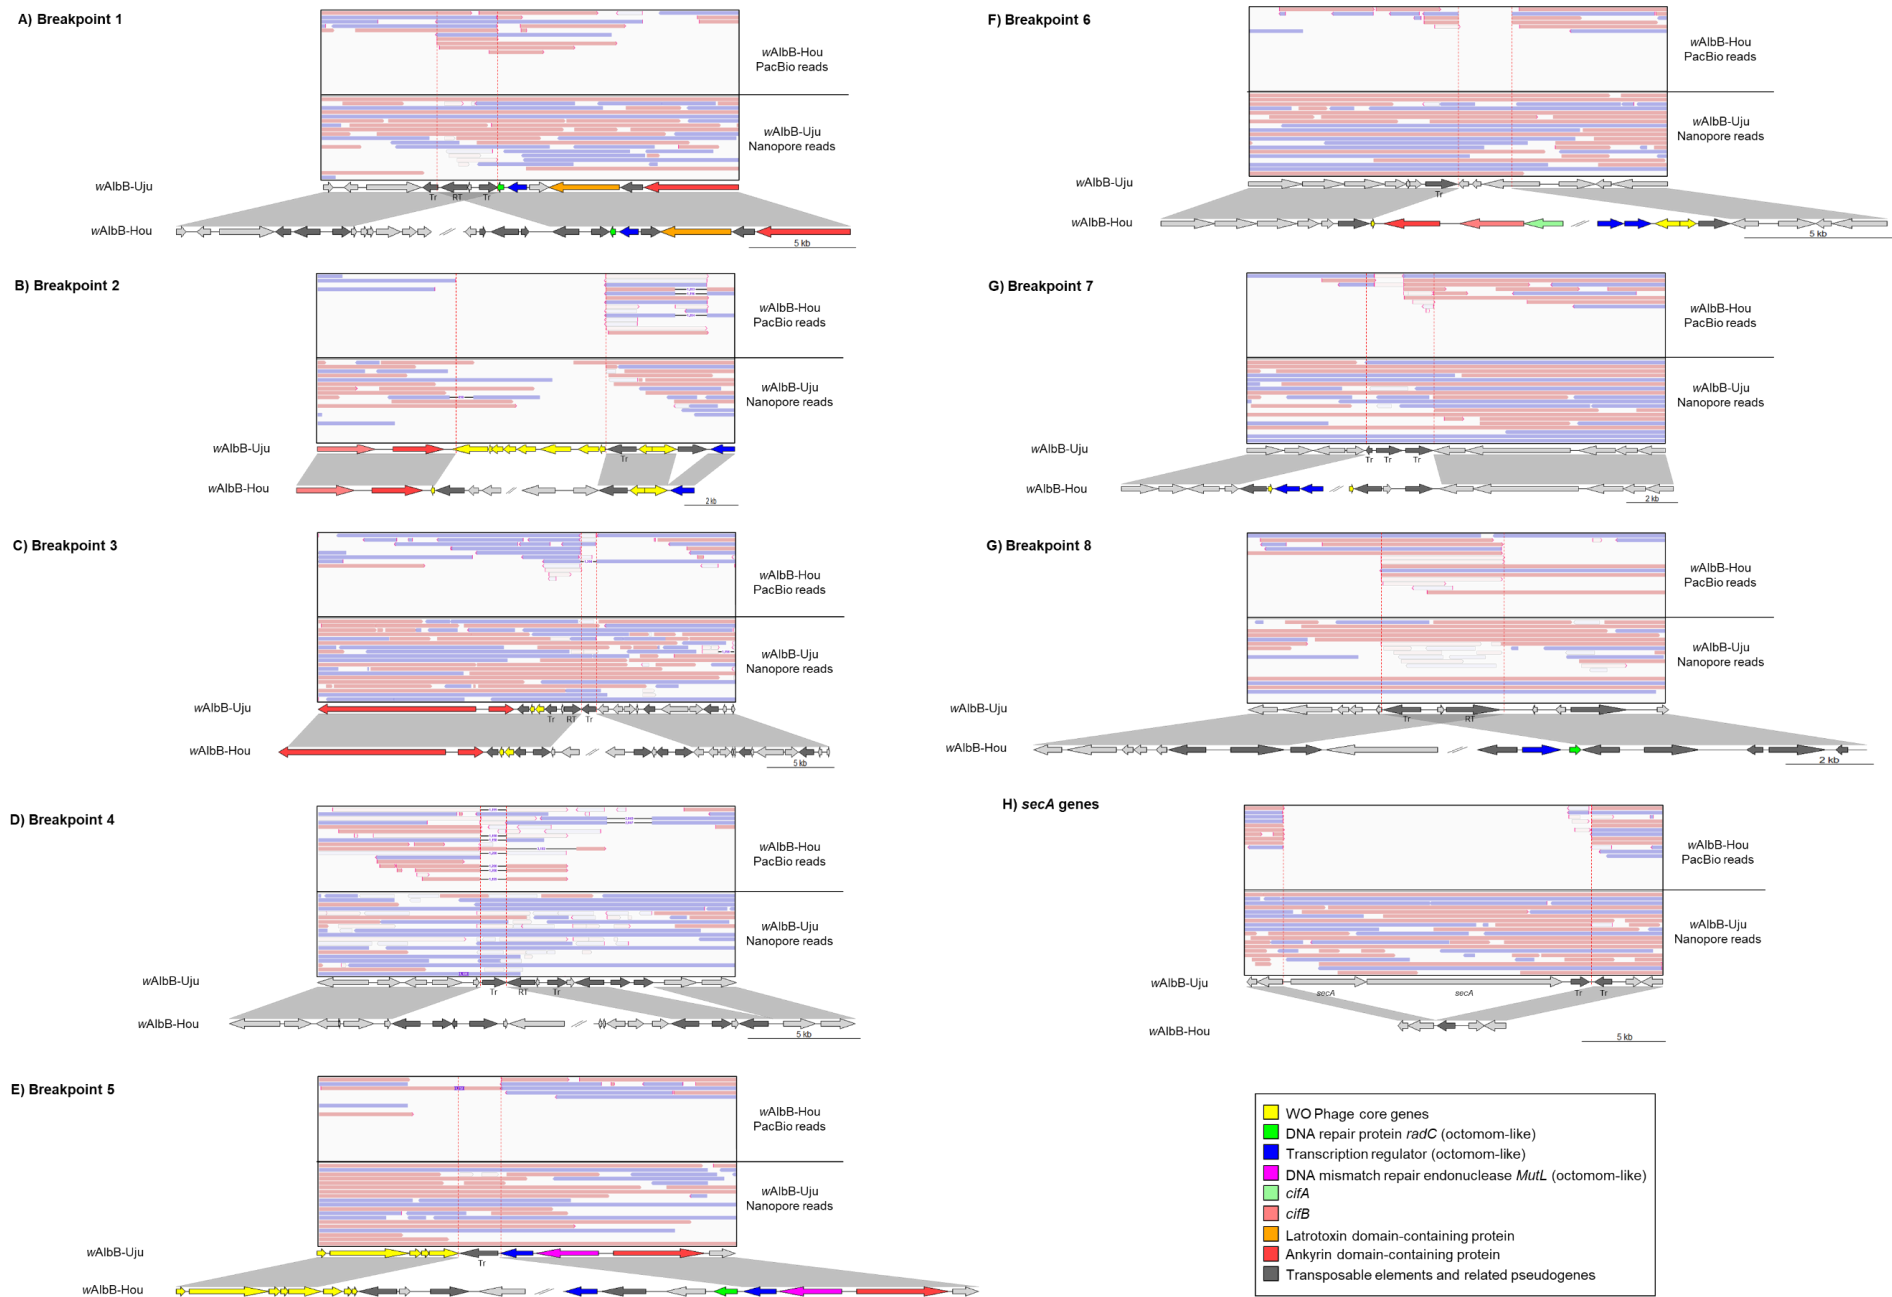 A) Breakpoint 1
wAlbB-Hou
PacBio reads
wAlbB-Uju
Nanopore reads
wAlbB-Uju
Tr RT Tr
wAlbB-Hou
5 kb
B) Breakpoint 2
wAlbB-Hou
PacBio reads
wAlbB-Uju
Nanopore reads
wAlbB-Uju
Tr
wAlbB-Hou
2 kb
C) Breakpoint 3
wAlbB-Hou
PacBio reads
wAlbB-Uju
Nanopore reads
wAlbB-Uju
Tr RT Tr
wAlbB-Hou
5 kb
D) Breakpoint 4
wAlbB-Hou
PacBio reads
wAlbB-Uju
Nanopore reads
wAlbB-Uju
Tr RT Tr
wAlbB-Hou
5 kb
E) Breakpoint 5
wAlbB-Hou
PacBio reads
wAlbB-Uju
Nanopore reads
wAlbB-Uju
Tr
wAlbB-Hou
F) Breakpoint 6
wAlbB-Hou
PacBio reads
wAlbB-Uju
Nanopore reads
wAlbB-Uju
Tr
wAlbB-Hou
5 kb
G) Breakpoint 7
wAlbB-Hou
PacBio reads
wAlbB-Uju
Nanopore reads
wAlbB-Uju
Tr Tr Tr
wAlbB-Hou
2 kb
G) Breakpoint 8
wAlbB-Hou
PacBio reads
wAlbB-Uju
Nanopore reads
wAlbB-Uju
Tr RT
wAlbB-Hou
2 kb
H) secA genes
wAlbB-Hou
PacBio reads
wAlbB-Uju
Nanopore reads
wAlbB-Uju
secA secA Tr Tr
wAlbB-Hou
5 kb
WO Phage core genes
DNA repair protein radC (octomom-like)
Transcription regulator (octomom-like)
DNA mismatch repair endonuclease MutL (octomom-like)
cifA
cifB
Latrotoxin domain-containing protein
Ankyrin domain-containing protein
Transposable elements and related pseudogenes